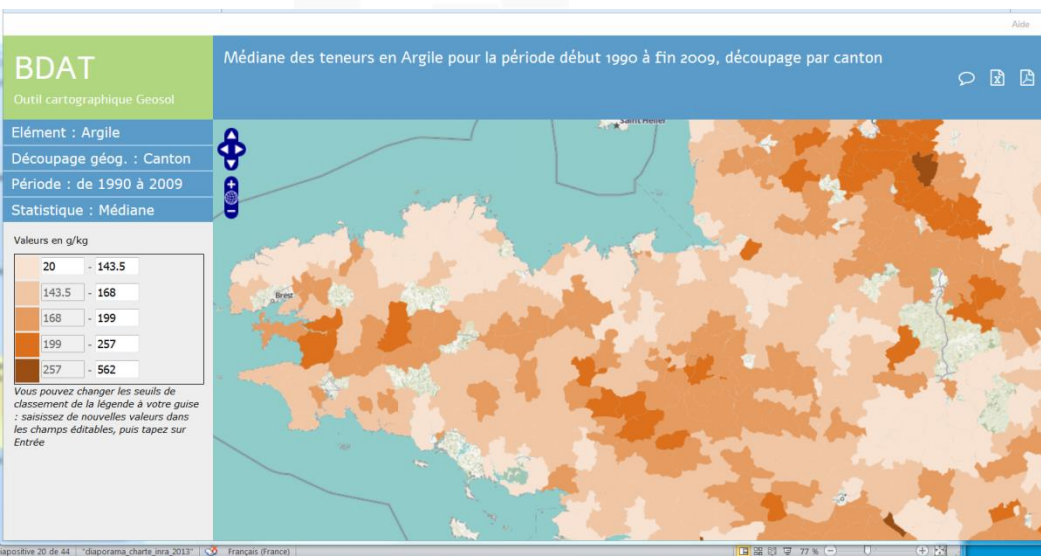 Aide
BDAT
Outil cartographique Geosol
Médiane des teneurs en Argile pour la période début 1990 à fin 2009, découpage par canton
Elément : Argile
Découpage géog. : Canton
Période : de 1990 à 2009
Statistique : Médiane
Valeurs en g/kg
20 - 143.5
143.5 - 168
168 - 199
199 - 257
257 - 562
Vous pouvez changer les seuils de
classement de la légende à votre guise
: saisissez de nouvelles valeurs dans
les champs éditables, puis tapez sur
Entrée
Saint Helier
Brest
iapositive 20 de 44 "diaporama_charte_inra_2013" Français (France) 77 %